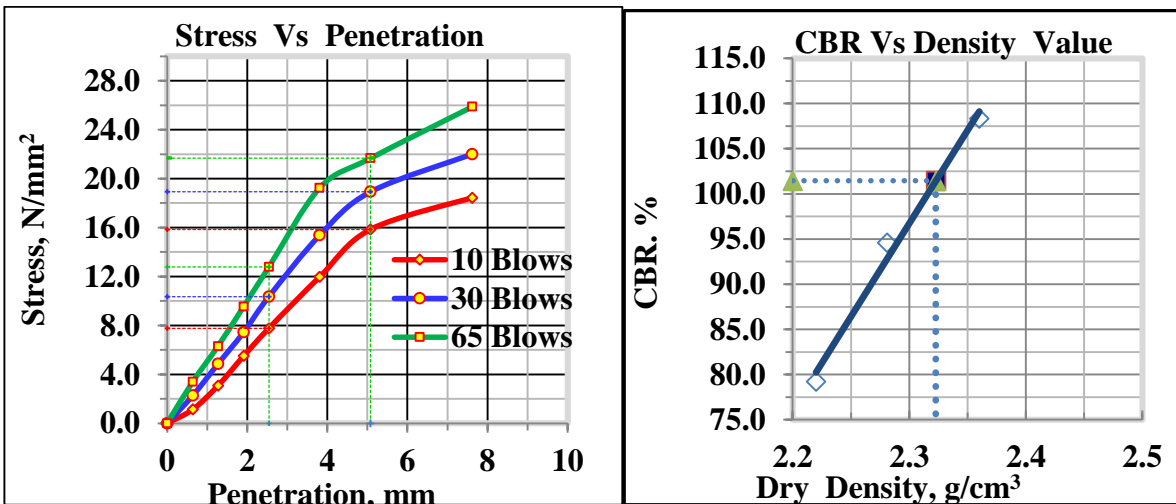 Stress Vs Penetration
28.0
24.0
20.0
16.0
12.0
8.0
4.0
0.0
0 2 4 6 8 10
Stress, N/mm²
Penetration, mm
10 Blows
30 Blows
65 Blows
CBR Vs Density Value
115.0
110.0
105.0
100.0
95.0
90.0
85.0
80.0
75.0
2.2 2.3 2.4 2.5
CBR. %
Dry Density, g/cm³